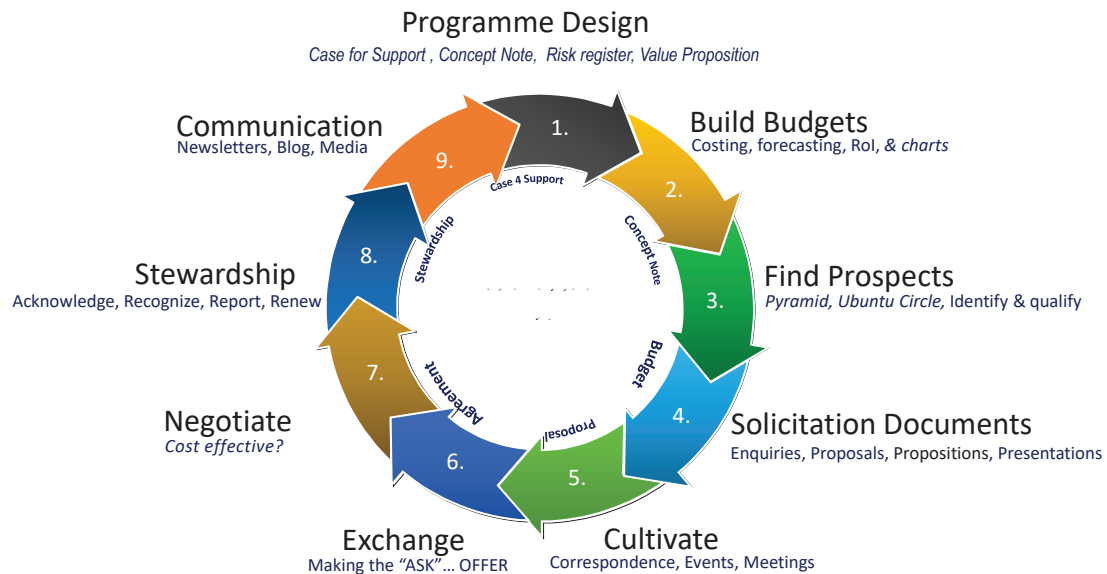 Programme Design
Case for Support , Concept Note, Risk register, Value Proposition
1.
Build Budgets
Costing, forecasting, RoI, & charts
2.
Find Prospects
Pyramid, Ubuntu Circle, Identify & qualify
3.
Solicitation Documents
Enquiries, Proposals, Propositions, Presentations
4.
Cultivate
Correspondence, Events, Meetings
5.
Exchange
Making the “ASK”... OFFER
6.
Negotiate
Cost effective?
7.
Stewardship
Acknowledge, Recognize, Report, Renew
8.
Communication
Newsletters, Blog, Media
9.
Case 4 Support
Concept Note
Budget
Proposal
Agreement
Stewardship